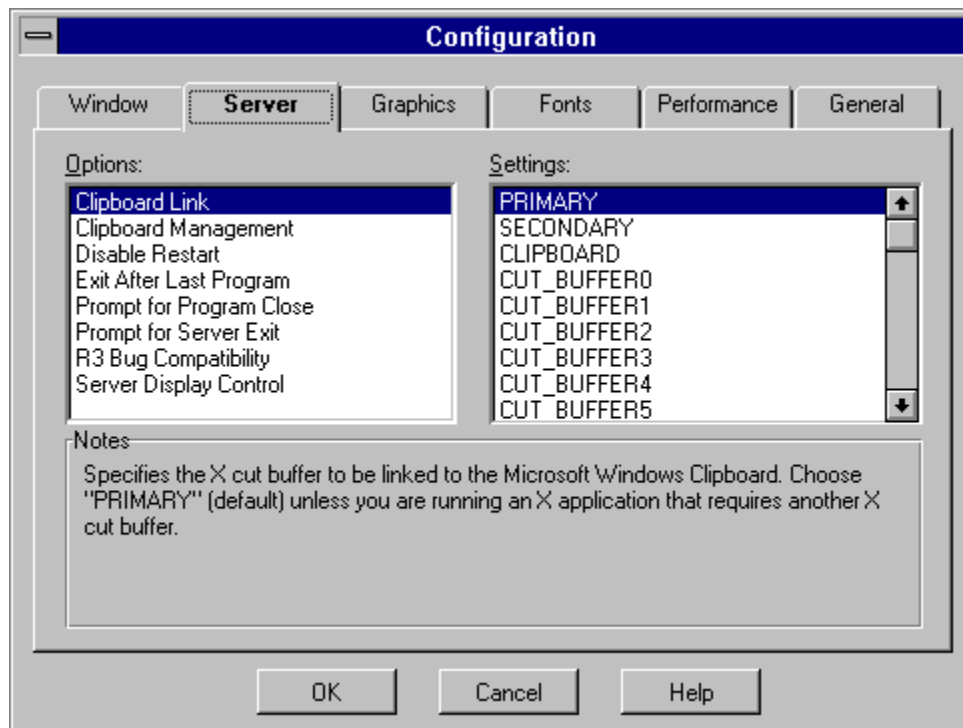 Configuration
Window Server Graphics Fonts Performance General
Options: Settings:
Clipboard Link PRIMARY
Clipboard Management SECONDARY
Disable Restart CLIPBOARD
Exit After Last Program CUT_BUFFER0
Prompt for Program Close CUT_BUFFER1
Prompt for Server Exit CUT_BUFFER2
R3 Bug Compatibility CUT_BUFFER3
Server Display Control CUT_BUFFER4
CUT_BUFFER5
Notes
Specifies the X cut buffer to be linked to the Microsoft Windows Clipboard. Choose
"PRIMARY" (default) unless you are running an X application that requires another X
cut buffer.
OK Cancel Help